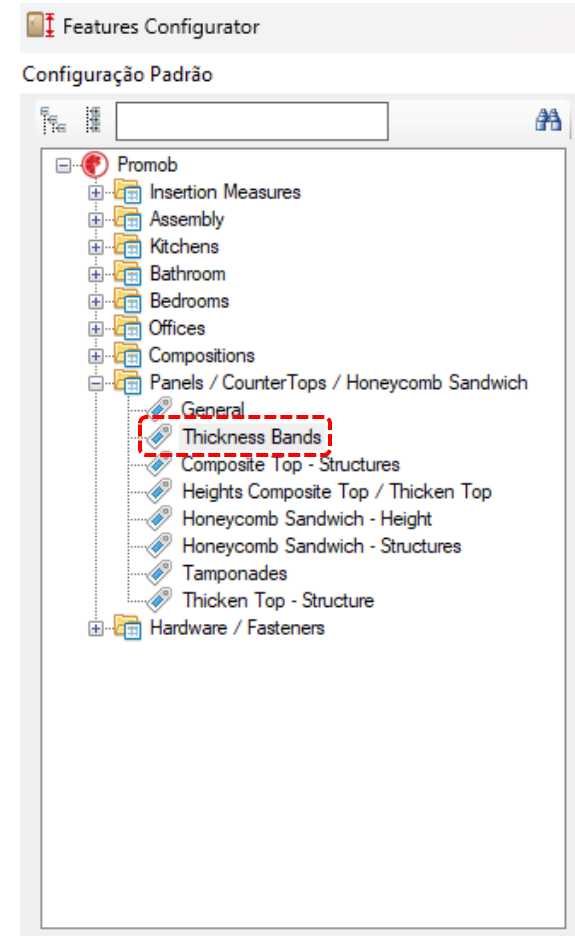 Features Configurator
Configuração Padrão
Promob
Insertion Measures
Assembly
Kitchens
Bathroom
Bedrooms
Offices
Compositions
Panels / CounterTops / Honeycomb Sandwich
General
Thickness Bands
Composite Top - Structures
Heights Composite Top / Thicken Top
Honeycomb Sandwich - Height
Honeycomb Sandwich - Structures
Tamponades
Thicken Top - Structure
Hardware / Fasteners